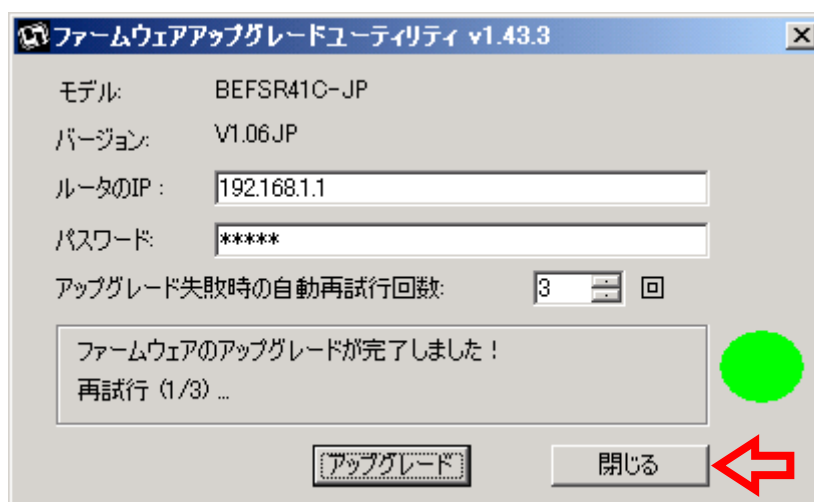 ファームウェアアップグレードユーティリティ v1.43.3
モデル: BEFSR41C-JP
バージョン: V1.06JP
ルータのIP : 192.168.1.1
パスワード: *****
アップグレード失敗時の自動再試行回数: 3 回
ファームウェアのアップグレードが完了しました！
再試行 (1/3) ...
アップグレード 閉じる